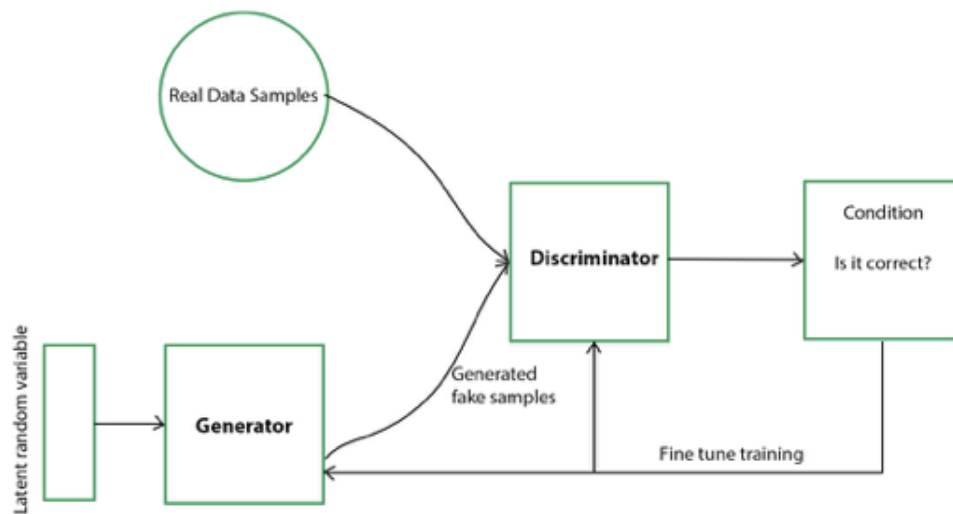 Real Data Samples
Condition
Discriminator
Is it correct?
Latent random variable
Generated
fake samples
Generator
Fine tune training